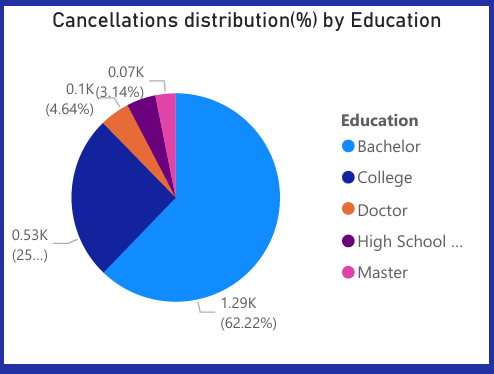 Cancellations distribution(%) by Education
0.07K
(3.14%)
0.1K
(4.64%)
0.53K
(25...)
1.29K
(62.22%)
Education
Bachelor
College
Doctor
High School ...
Master